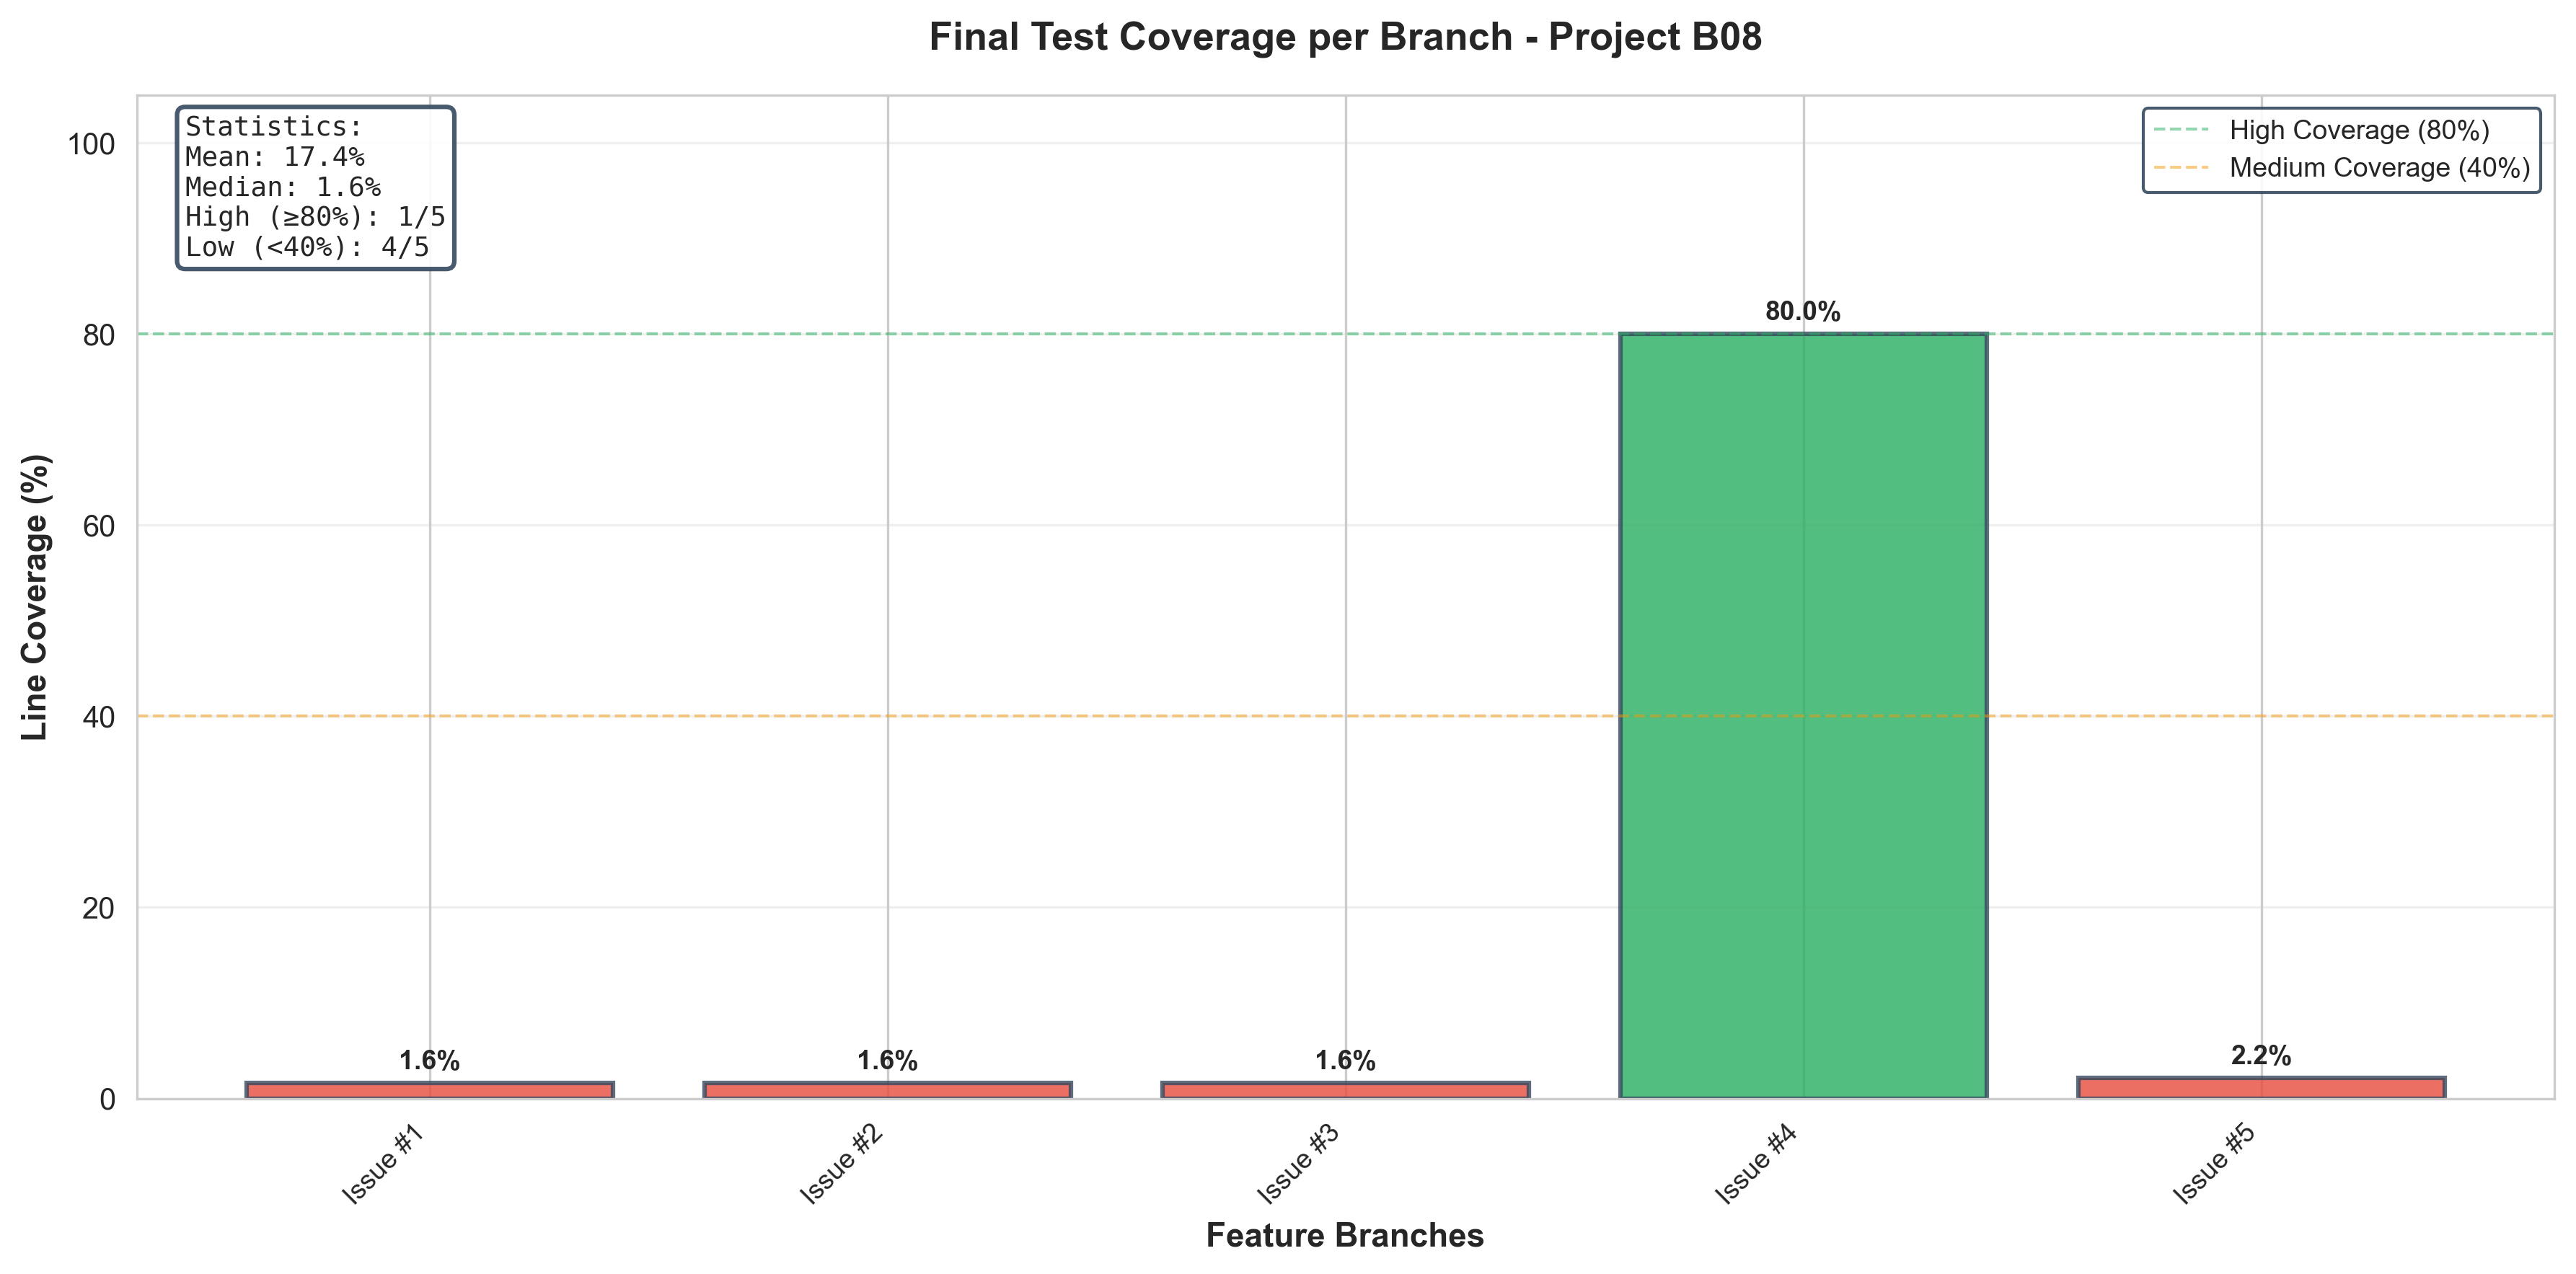 Final Test Coverage per Branch - Project B08
Statistics:
Mean: 17.4%
Median: 1.6%
High (≥80%): 1/5
Low (<40%): 4/5
High Coverage (80%)
Medium Coverage (40%)
Line Coverage (%)
100
80
60
40
20
0
1.6%
1.6%
1.6%
80.0%
2.2%
Issue #1
Issue #2
Issue #3
Issue #4
Issue #5
Feature Branches